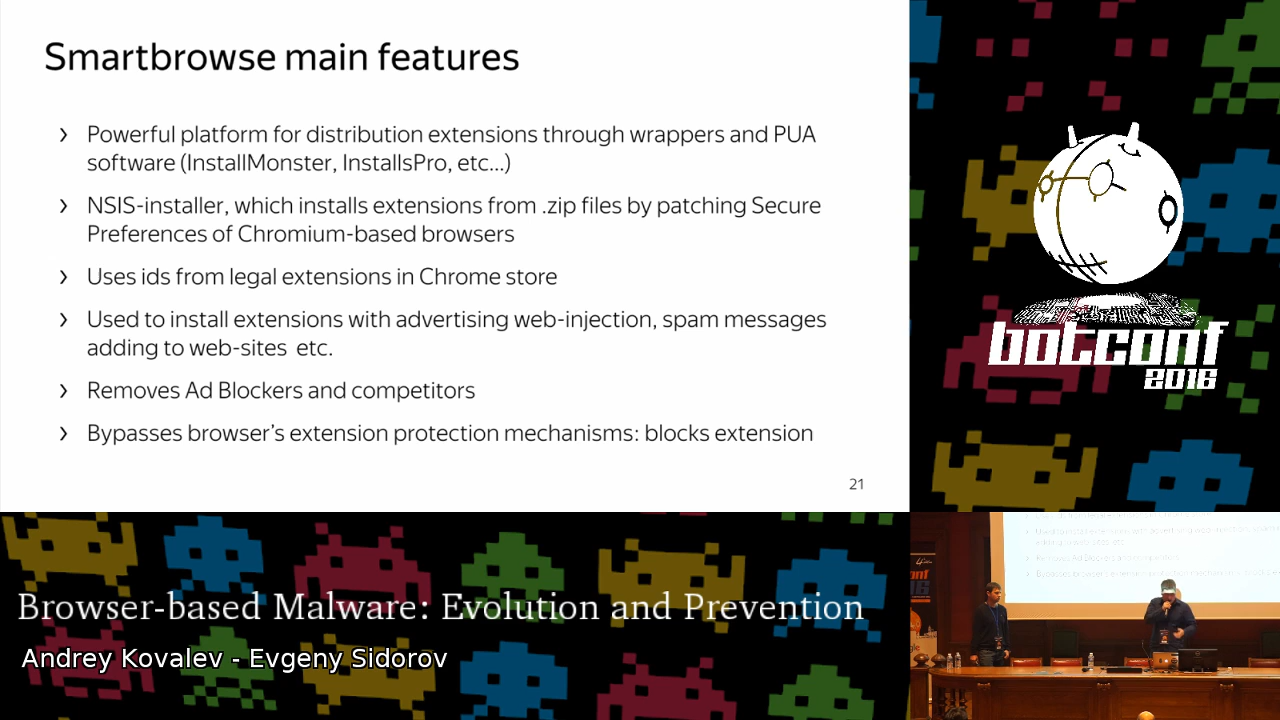 Smartbrowse main features
› Powerful platform for distribution extensions through wrappers and PUA
software (InstallMonster, InstallsPro, etc...)
› NSIS-installer, which installs extensions from .zip files by patching Secure
Preferences of Chromium-based browsers
› Uses ids from legal extensions in Chrome store
› Used to install extensions with advertising web-injection, spam messages
adding to web-sites etc.
› Removes Ad Blockers and competitors
› Bypasses browser's extension protection mechanisms: blocks extension
21
botconf
2016
Browser-based Malware: Evolution and Prevention
Andrey Kovalev - Evgeny Sidorov